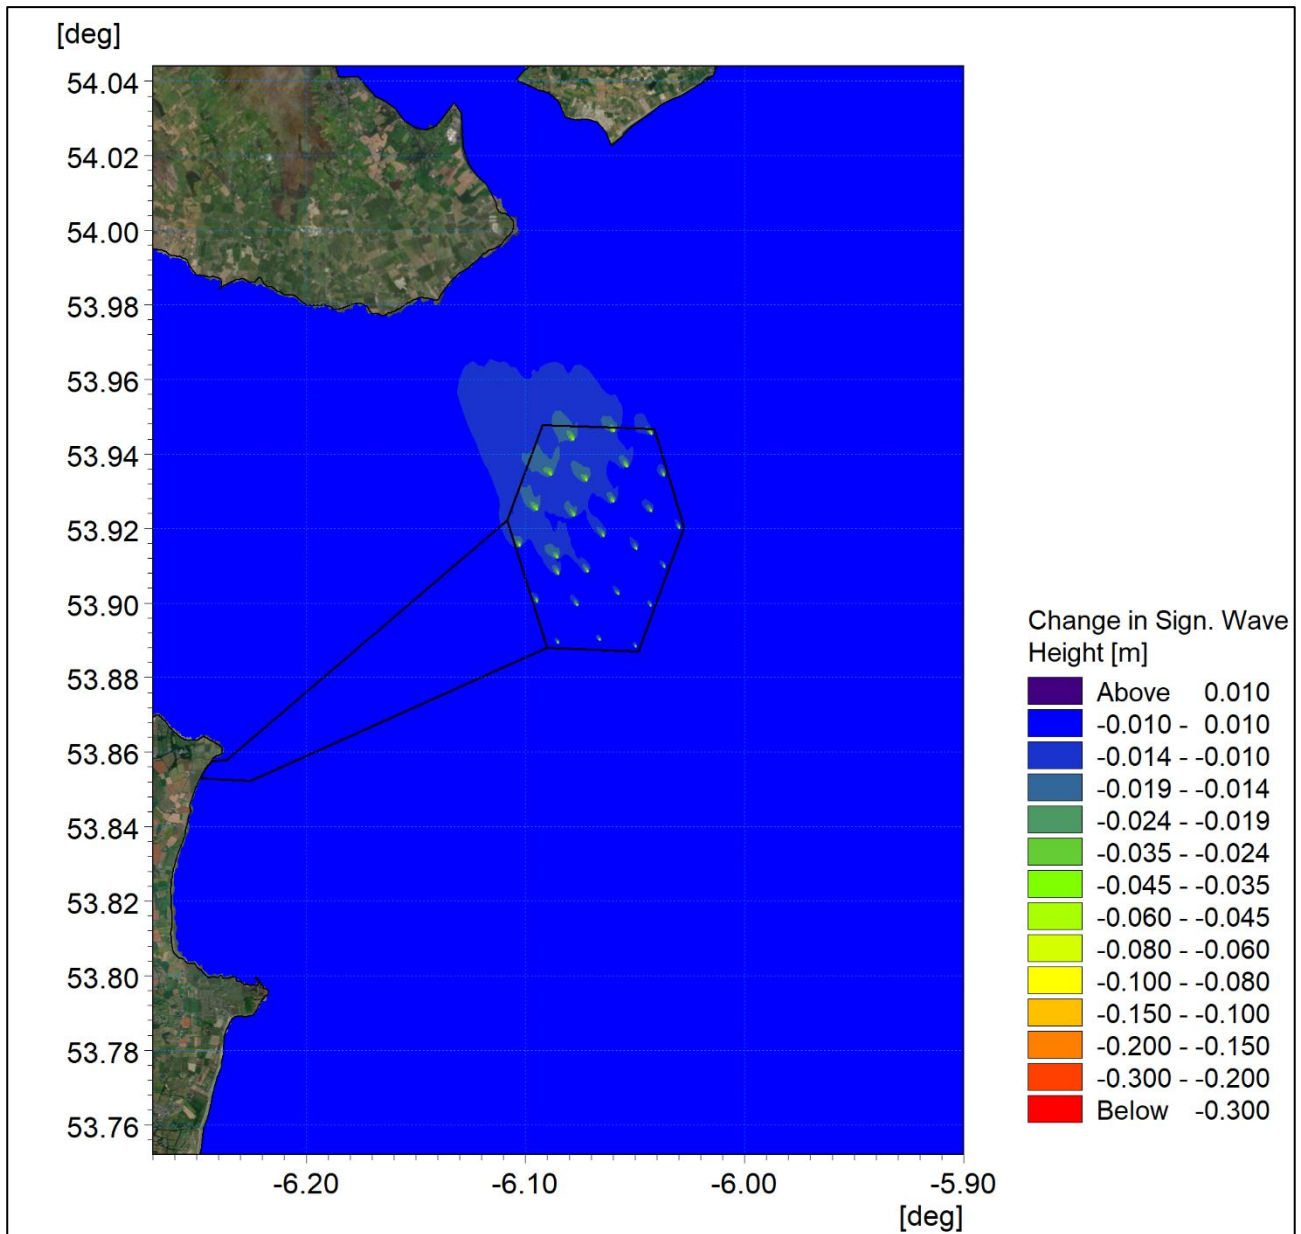 [deg]
54.04
54.02
54.00
53.98
53.96
53.94
53.92
53.90
53.88
53.86
53.84
53.82
53.80
53.78
53.76
-6.20 -6.10 -6.00 -5.90
[deg]
Change in Sign. Wave
Height [m]
Above 0.010
-0.010 - 0.010
-0.014 - -0.010
-0.019 - -0.014
-0.024 - -0.019
-0.035 - -0.024
-0.045 - -0.035
-0.060 - -0.045
-0.080 - -0.060
-0.100 - -0.080
-0.150 - -0.100
-0.200 - -0.150
-0.300 - -0.200
Below -0.300